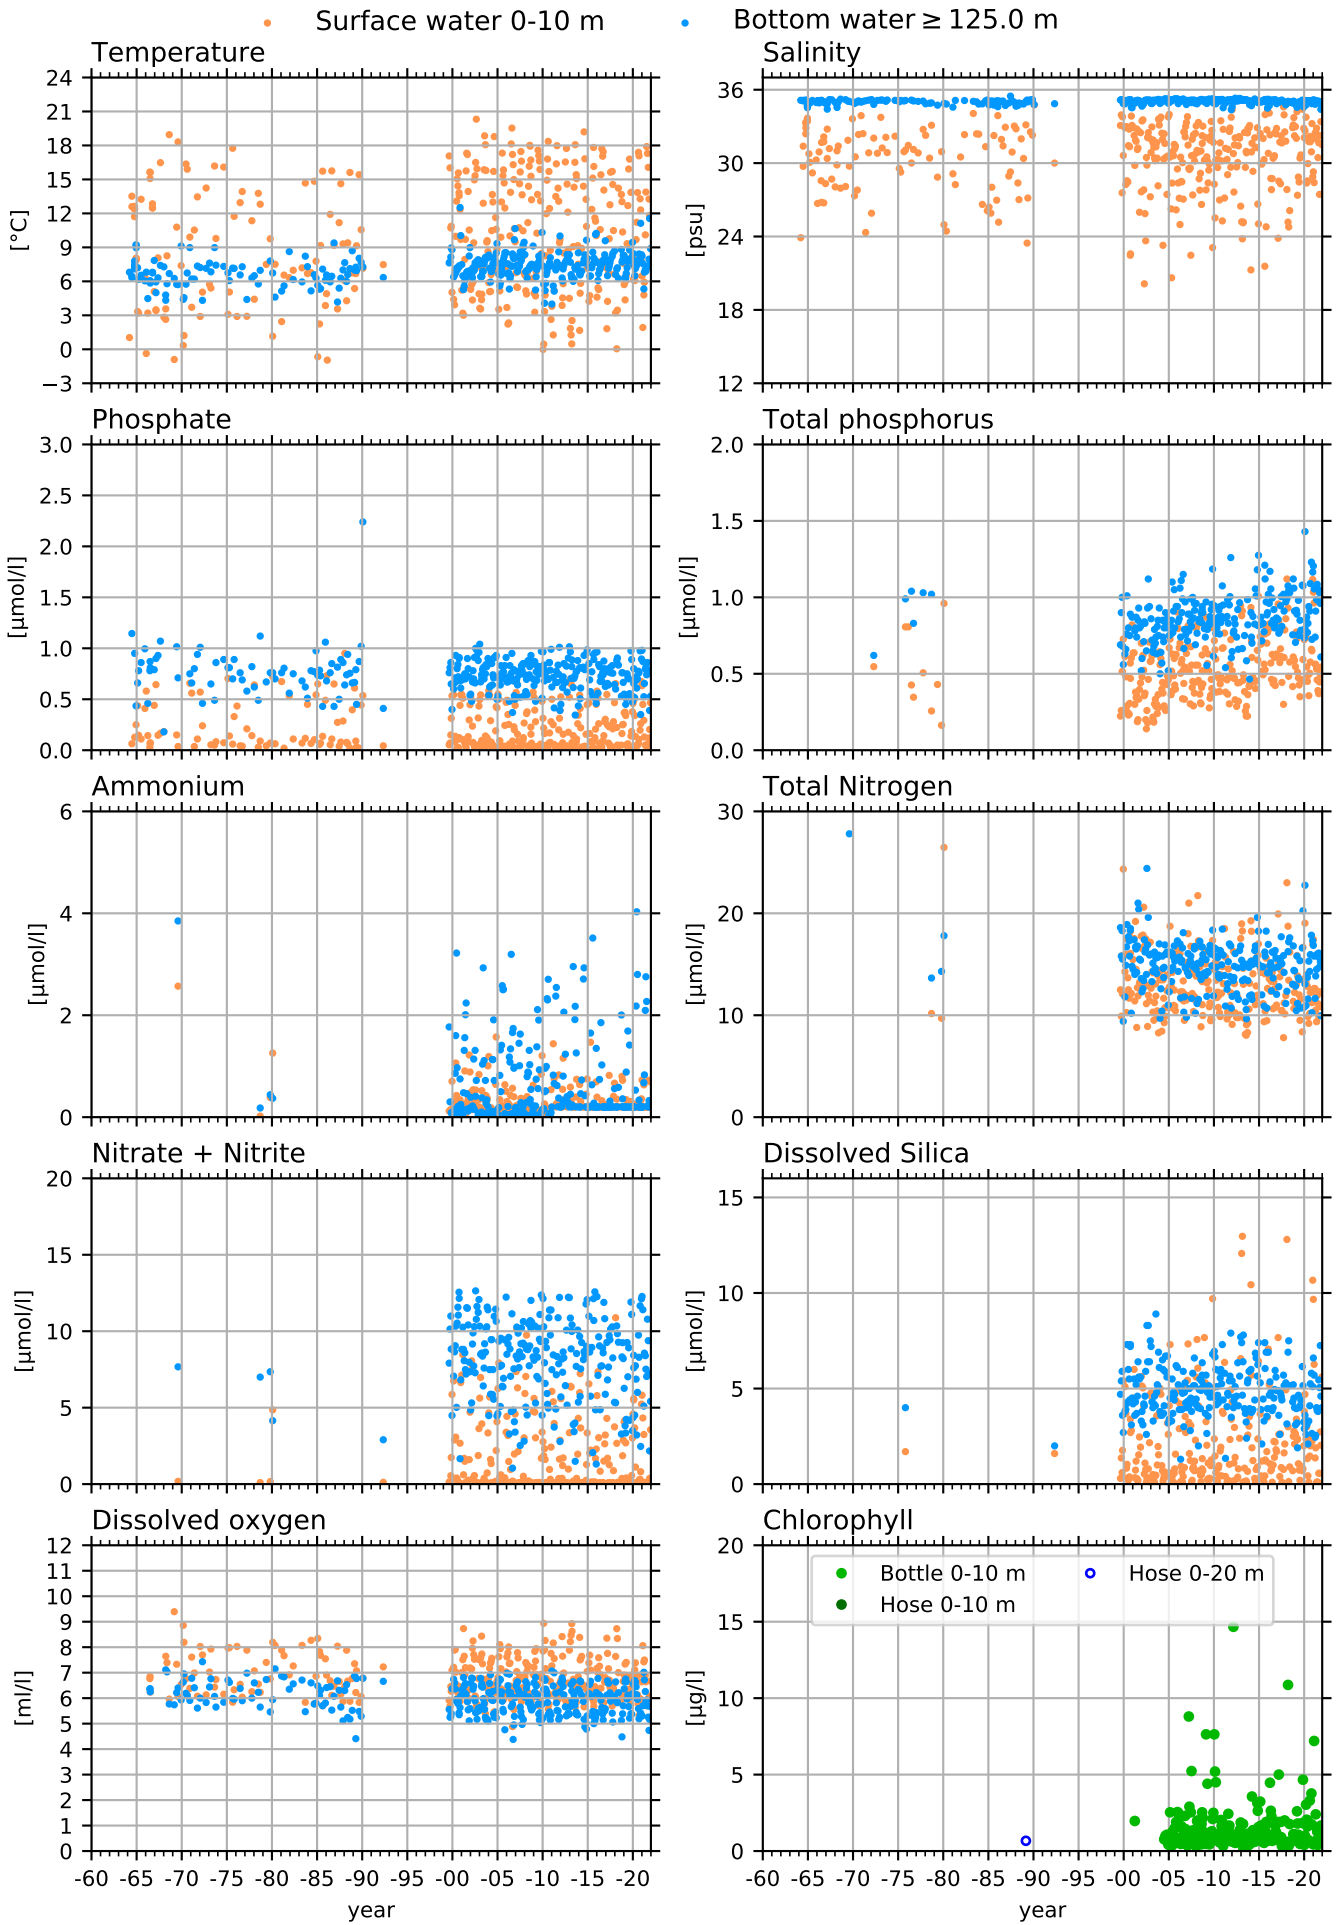 Surface water 0-10 m
Bottom water ≥ 125.0 m
Temperature
Salinity
24
21
18
15
12
9
6
3
0
−3
[°C]
36
30
24
18
12
[psu]
Phosphate
Total phosphorus
3.0
2.5
2.0
1.5
1.0
0.5
0.0
[µmol/l]
2.0
1.5
1.0
0.5
0.0
[µmol/l]
Ammonium
Total Nitrogen
6
4
2
0
[µmol/l]
30
20
10
0
[µmol/l]
Nitrate + Nitrite
Dissolved Silica
20
15
10
5
0
[µmol/l]
15
10
5
0
[µmol/l]
Dissolved oxygen
Chlorophyll
12
11
10
9
8
7
6
5
4
3
2
1
0
[ml/l]
20
15
10
5
0
[µg/l]
Bottle 0-10 m
Hose 0-20 m
Hose 0-10 m
-60 -65 -70 -75 -80 -85 -90 -95 -00 -05 -10 -15 -20
-60 -65 -70 -75 -80 -85 -90 -95 -00 -05 -10 -15 -20
year
year